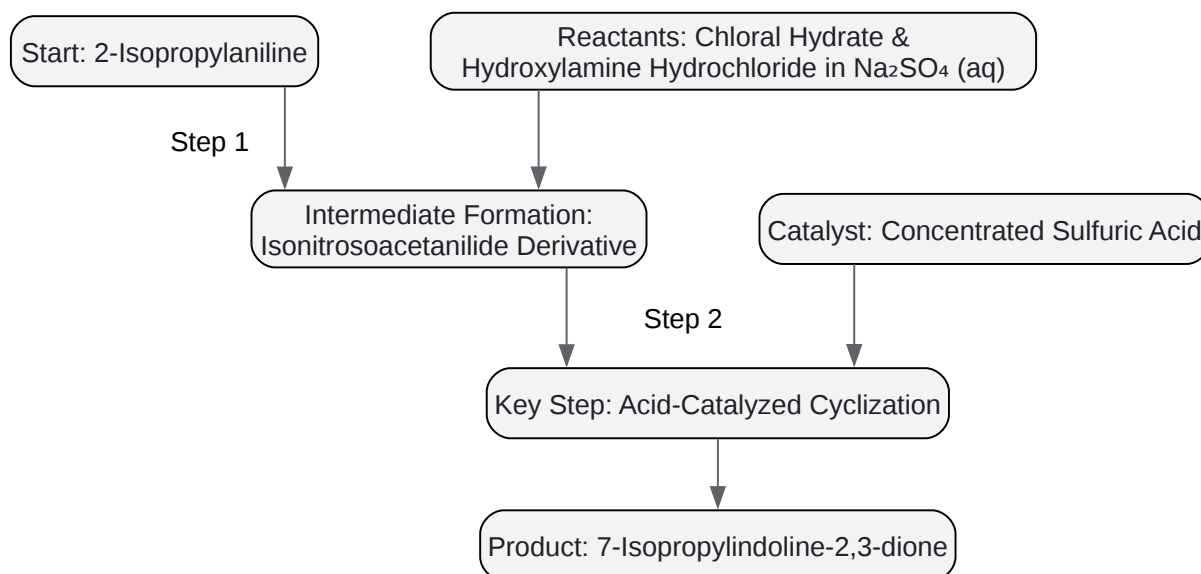 Start: 2-Isopropylaniline
Reactants: Chloral Hydrate &
Hydroxylamine Hydrochloride in Na₂SO₄ (aq)
Step 1
Intermediate Formation:
Isonitrosoacetanilide Derivative
Catalyst: Concentrated Sulfuric Acid
Step 2
Key Step: Acid-Catalyzed Cyclization
Product: 7-Isopropylindoline-2,3-dione